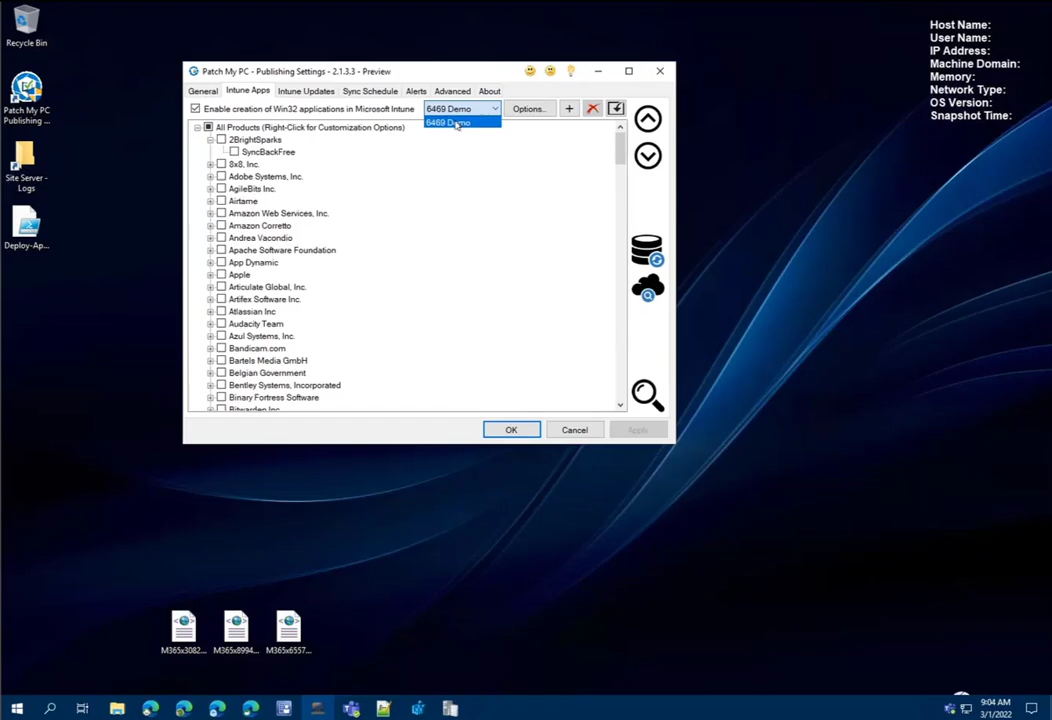 Recycle Bin
Patch My PC
Publishing ...
Site Server -
Logs
Deploy-Ap...
Host Name:
User Name:
IP Address:
Machine Domain:
Memory:
Network Type:
OS Version:
Snapshot Time:
Patch My PC - Publishing Settings - 2.1.3.3 - Preview
General
Intune Apps
Intune Updates
Sync Schedule
Alerts
Advanced
About
Enable creation of Win32 applications in Microsoft Intune
6469 Demo
Options...
6469 Demo
All Products (Right-Click for Customization Options)
2BrightSparks
SyncBackFree
8x8, Inc.
Adobe Systems, Inc.
AgileBits Inc.
Airtame
Amazon Web Services, Inc.
Amazon Corretto
Andrea Vacondio
Apache Software Foundation
App Dynamic
Apple
Articulate Global, Inc.
Artifex Software Inc.
Atlassian Inc
Audacity Team
Azul Systems, Inc.
Bandicam.com
Bartels Media GmbH
Belgian Government
Bentley Systems, Incorporated
Binary Fortress Software
Bitwarden Inc
OK
Cancel
Apply
M365x3082...
M365x8994...
M365x6557...
9:04 AM
3/1/2022